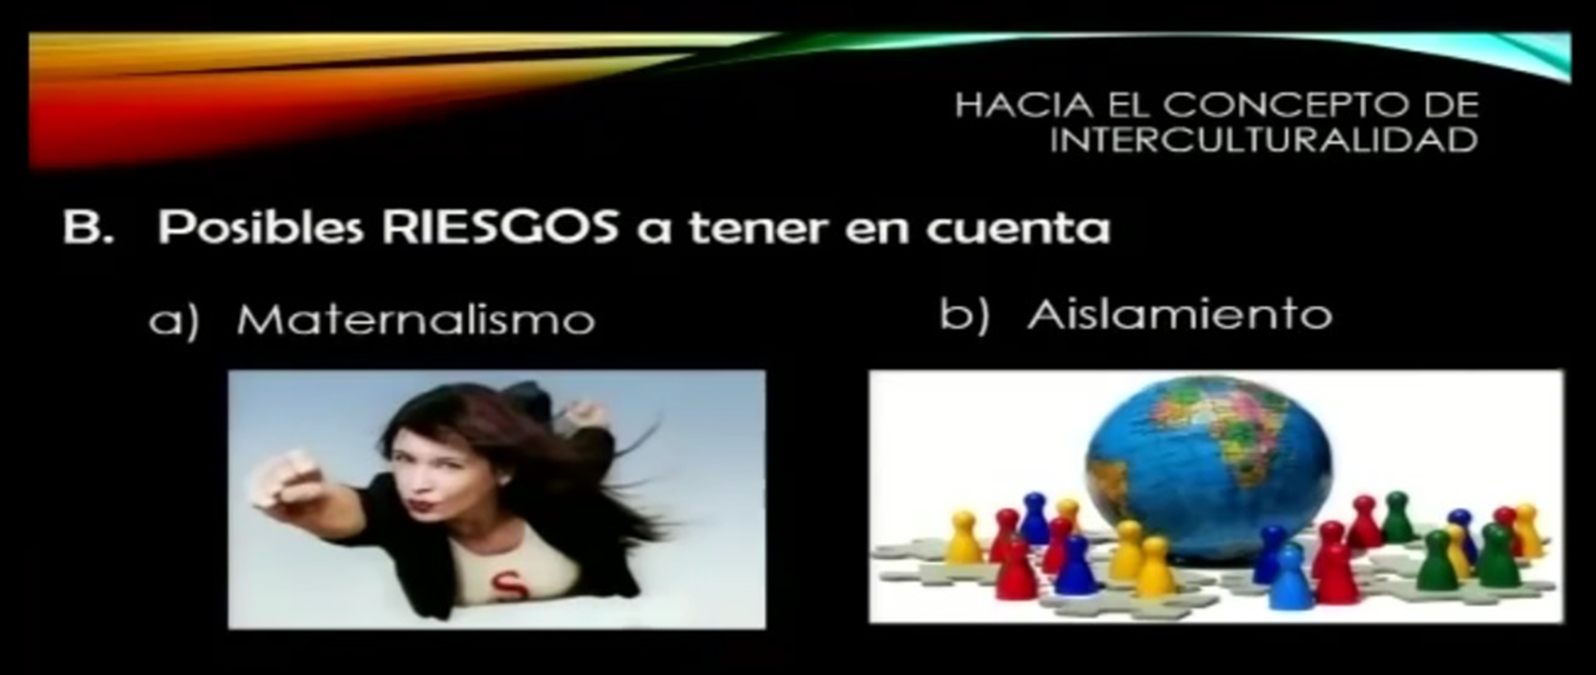 HACIA EL CONCEPTO DE
INTERCULTURALIDAD
B. Posibles RIESGOS a tener en cuenta
a) Maternalismo
b) Aislamiento
S